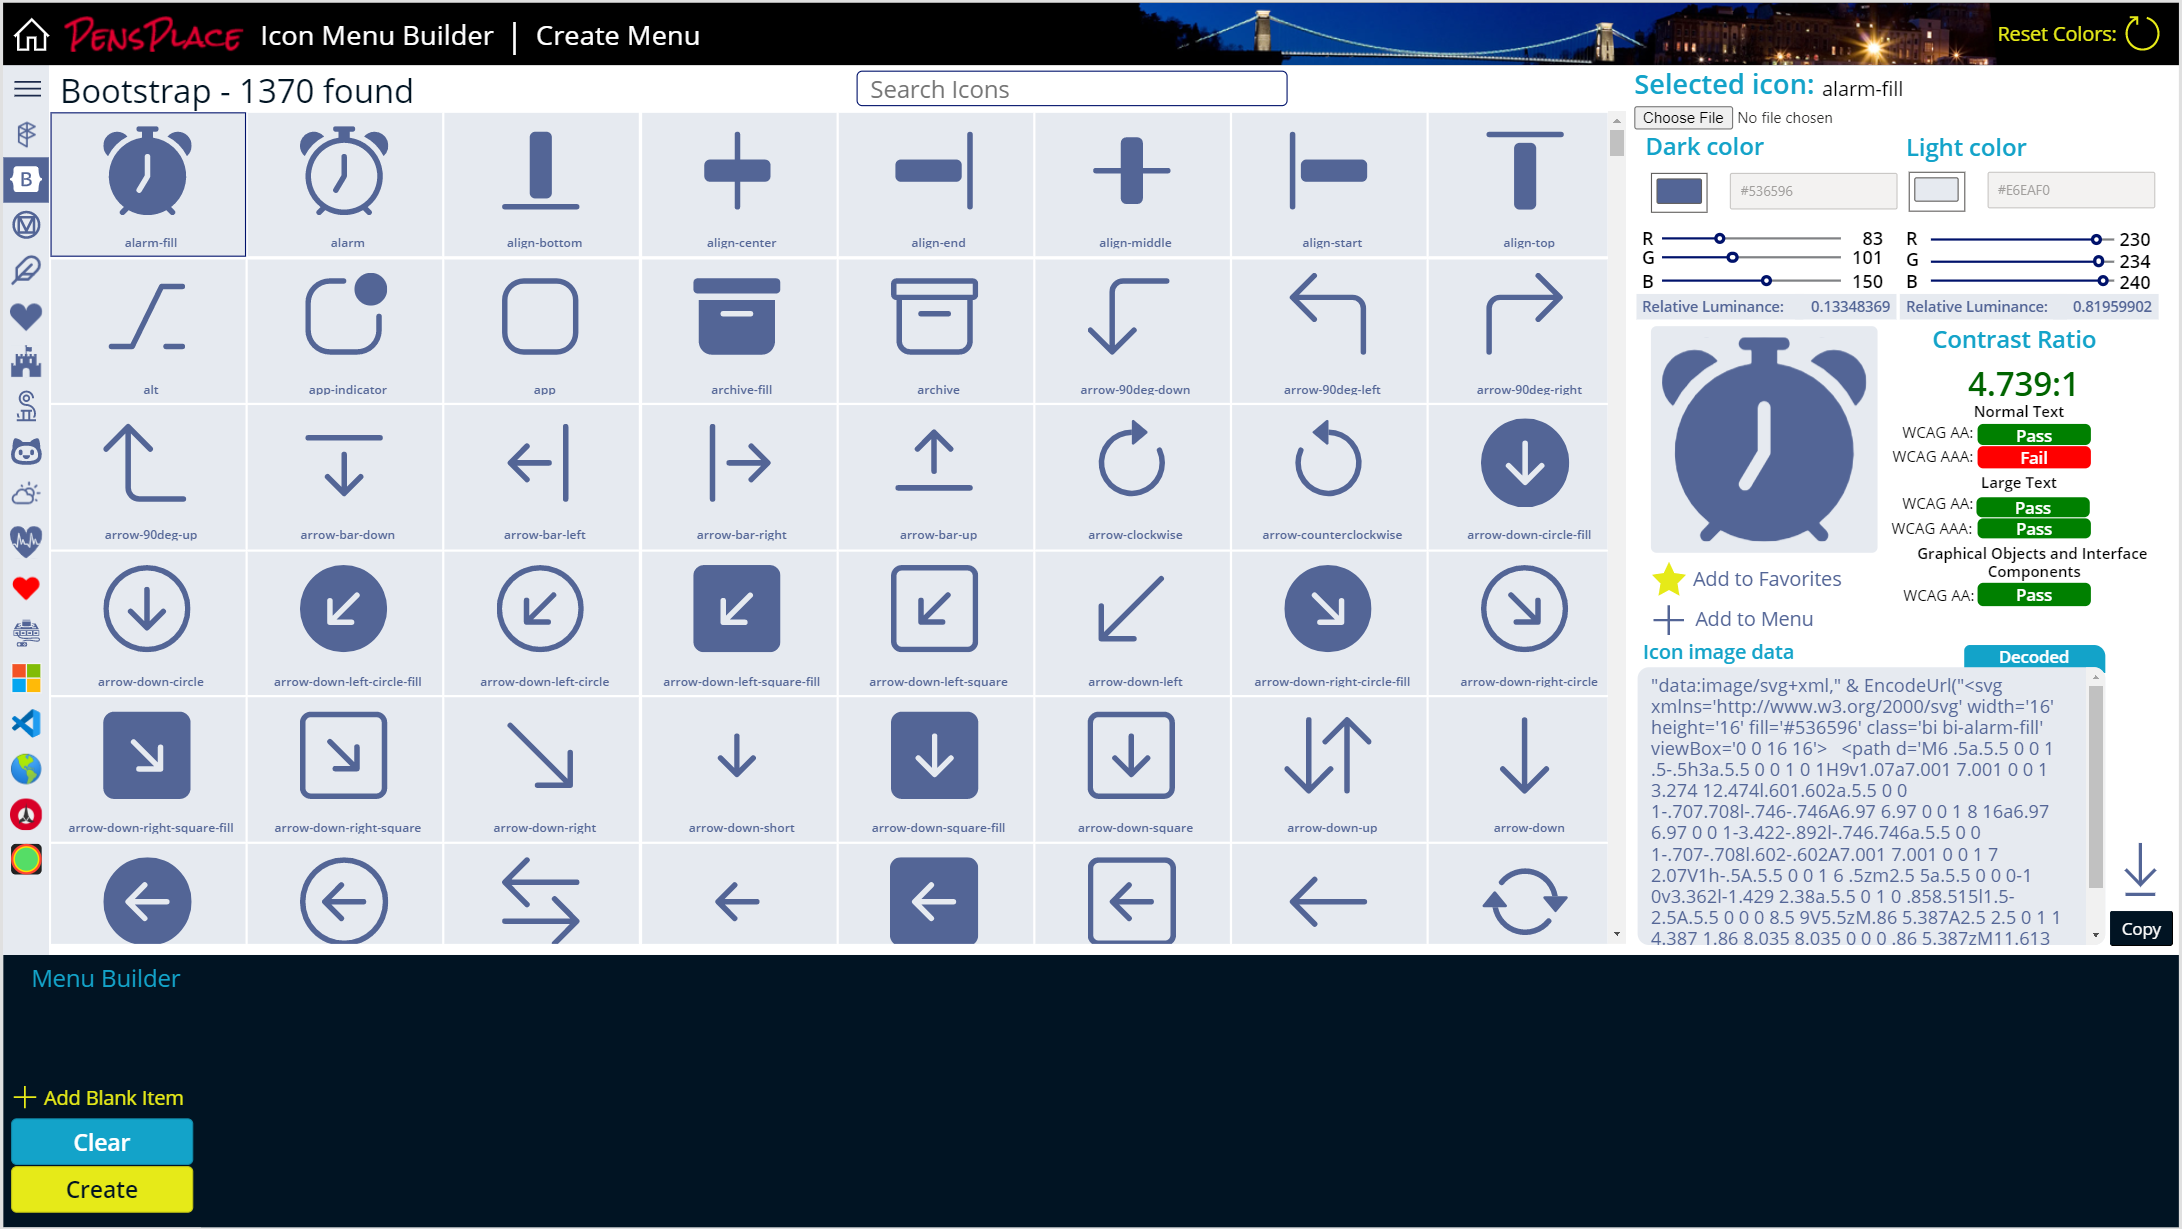 PENSPLACE Icon Menu Builder | Create Menu
Reset Colors:
Bootstrap - 1370 found
Search Icons
B
alarm-fill
alarm
align-bottom
align-center
align-end
align-middle
align-start
align-top
alt
app-indicator
app
archive-fill
archive
arrow-90deg-down
arrow-90deg-left
arrow-90deg-right
arrow-90deg-up
arrow-bar-down
arrow-bar-left
arrow-bar-right
arrow-bar-up
arrow-clockwise
arrow-counterclockwise
arrow-down-circle-fill
arrow-down-circle
arrow-down-left-circle-fill
arrow-down-left-circle
arrow-down-left-square-fill
arrow-down-left-square
arrow-down-left
arrow-down-right-circle-fill
arrow-down-right-circle
arrow-down-right-square-fill
arrow-down-right-square
arrow-down-right
arrow-down-short
arrow-down-square-fill
arrow-down-square
arrow-down-up
arrow-down
Selected icon: alarm-fill
Choose File No file chosen
Dark color
#536596
R 83
G 101
B 150
Relative Luminance: 0.13348369
Light color
#E6EAF0
R 230
G 234
B 240
Relative Luminance: 0.81959902
Contrast Ratio
4.739:1
Normal Text
WCAG AA: Pass
WCAG AAA: Fail
Large Text
WCAG AA: Pass
WCAG AAA: Pass
Graphical Objects and Interface
Components
WCAG AA: Pass
Add to Favorites
Add to Menu
Icon image data
Decoded
"data:image/svg+xml," & EncodeUrl("<svg
xmlns='http://www.w3.org/2000/svg' width='16'
height='16' fill='#536596' class='bi bi-alarm-fill'
viewBox='0 0 16 16'>   <path d='M6 .5a.5.5 0 0 1
.5-.5h3a.5.5 0 0 1 0 1H9v1.07a7.001 7.001 0 0 1
3.274 12.474l.601.602a.5.5 0 0
1-.707.708l-.746-.746A6.97 6.97 0 0 1 8 16a6.97
6.97 0 0 1-3.422-.892l-.746.746a.5.5 0 0
1-.707-.708l.602-.602A7.001 7.001 0 0 1 7
2.07V1h-.5A.5.5 0 0 1 6 .5zm2.5 5a.5.5 0 0 0-1
0v3.362l-1.429 2.38a.5.5 0 1 0 .858.515l1.5-
2.5A.5.5 0 0 0 8.5 9V5.5zM.86 5.387A2.5 2.5 0 1 1
4.387 1.86 8.035 8.035 0 0 0 .86 5.387zM11.613
Copy
Menu Builder
Add Blank Item
Clear
Create